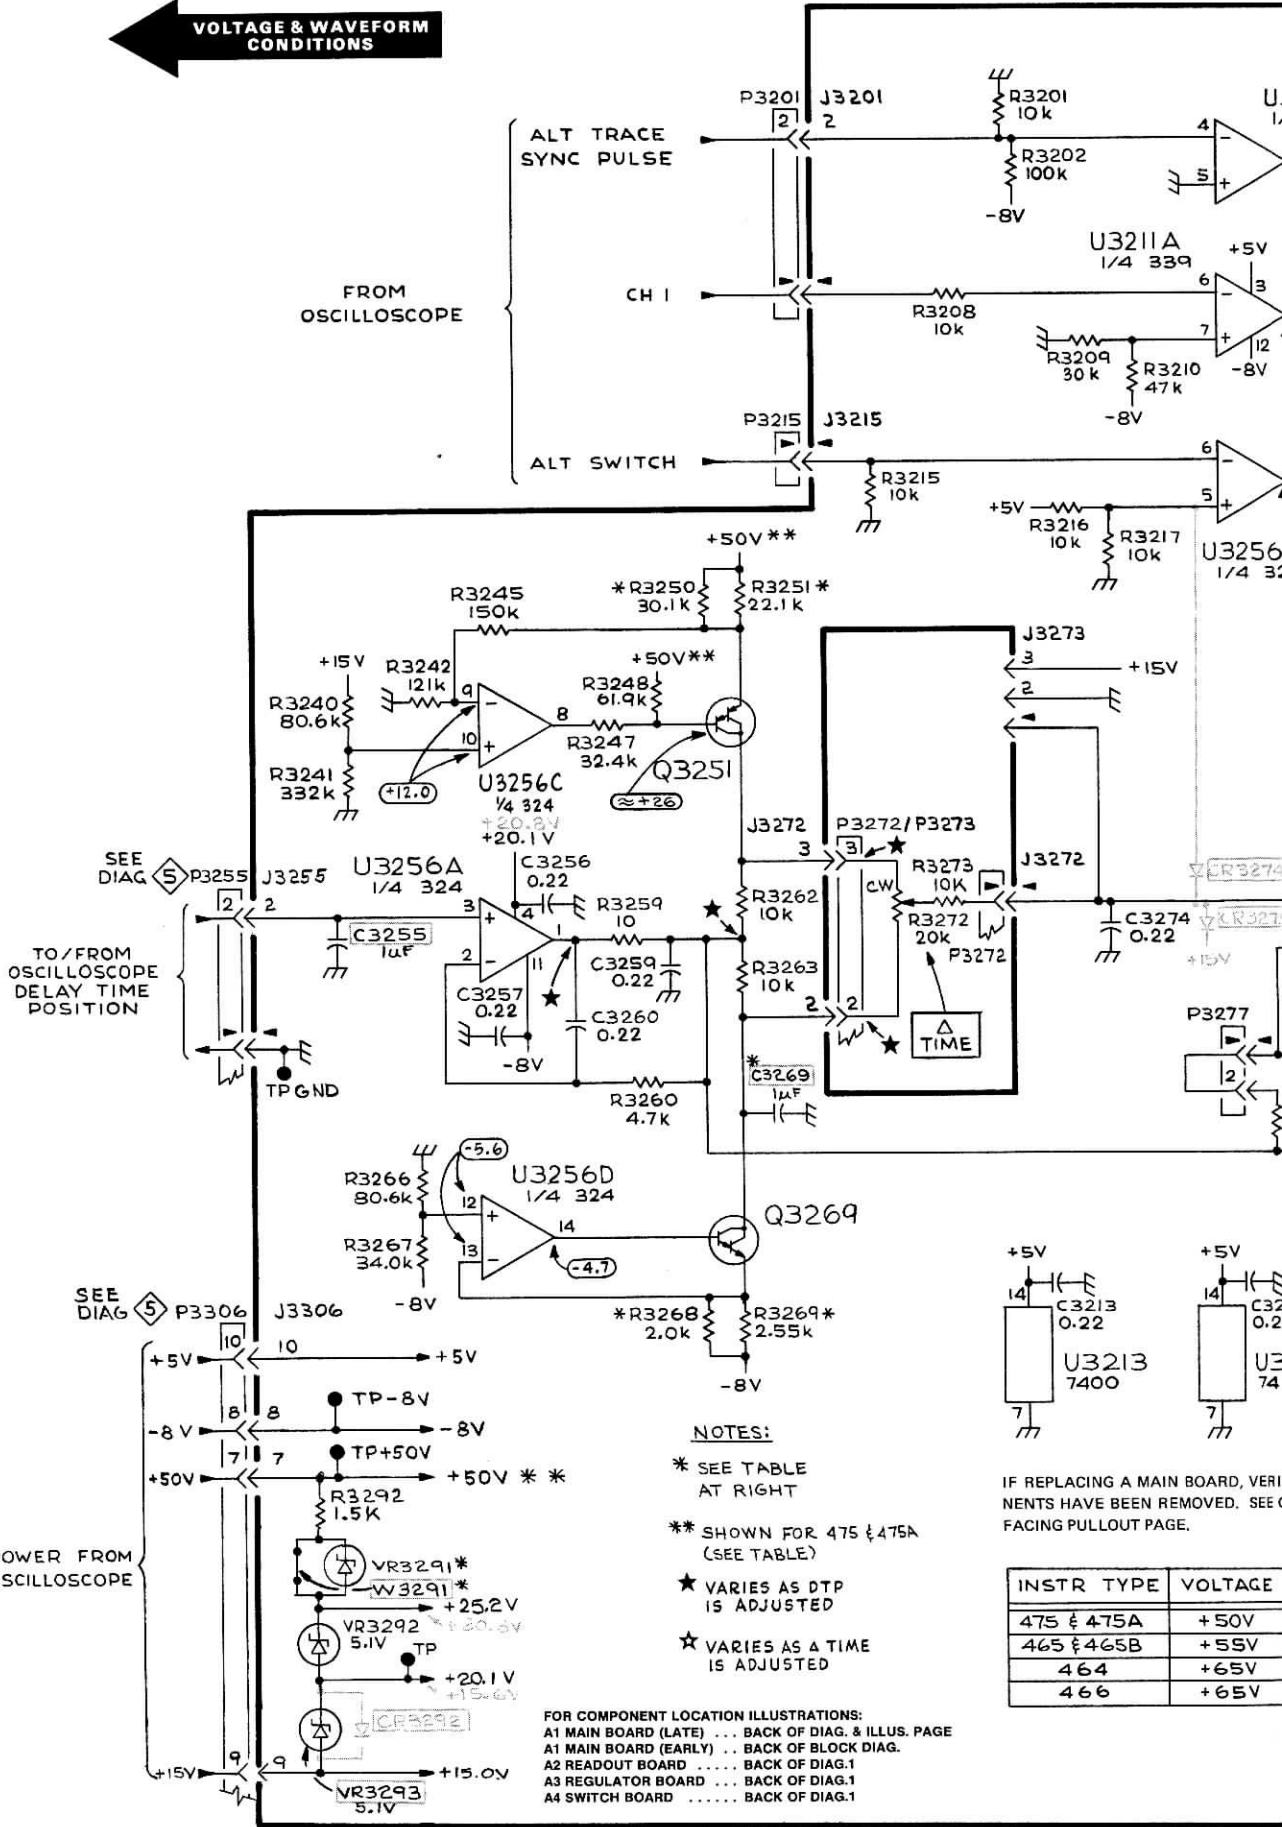 VOLTAGE & WAVEFORM
CONDITIONS
P3201 J3201
2 2
ALT TRACE
SYNC PULSE
R3201
10k
R3202
100k
-8V
4
-
5
+
U3211A
1/4 339
+5V
3
6
-
7
+
12
-8V
FROM
OSCILLOSCOPE
CH 1
R3208
10k
R3209
30k
R3210
47k
-8V
P3215 J3215
ALT SWITCH
R3215
10k
6
-
5
+
+5V
R3216
10k
R3217
10k
U3256
1/4
+50V**
*R3250
30.1k
R3251*
22.1k
R3245
150k
+15V
R3242
121k
R3240
80.6k
R3241
332k
9
-
10
+
8
+12.0
U3256C
1/4 324
+20.8V
+20.1V
+50V**
R3248
61.9k
R3247
32.4k
Q3251
≈+26
J3273
3
+15V
2
J3272
3
P3272/P3273
3
R3273
10K
CW
R3272
20k
J3272
P3272
△
TIME
2
2
C3274
0.22
CR3274
+15V
P3277
2
SEE
DIAG 5 P3255 J3255
2 2
TO/FROM
OSCILLOSCOPE
DELAY TIME
POSITION
TP GND
C3255
1µF
U3256A
1/4 324
3
+
2
-
4
1
11
C3256
0.22
R3259
10
C3259
0.22
C3257
0.22
-8V
C3260
0.22
R3260
4.7k
R3262
10k
R3263
10k
*
C3269
1µF
R3266
80.6k
R3267
34.0k
-8V
-5.6
U3256D
1/4 324
12
+
13
-
14
-4.7
Q3269
*R3268
2.0k
R3269*
2.55k
-8V
+5V
14
C3213
0.22
U3213
7400
7
+5V
14
7
SEE
DIAG 5 P3306 J3306
10 10
+5V
+5V
TP-8V
8 8
-8V
-8V
TP+50V
7 7
+50V
+50V * *
R3292
1.5K
VR3291*
W3291*
+25.2V
VR3292
5.1V
TP
+20.1V
+15.6V
CR3292
9 9
+15V
+15.0V
VR3293
5.1V
OWER FROM
SCILLOSCOPE
NOTES:
* SEE TABLE
AT RIGHT
** SHOWN FOR 475 & 475A
(SEE TABLE)
★ VARIES AS DTP
IS ADJUSTED
☆ VARIES AS △ TIME
IS ADJUSTED
IF REPLACING A MAIN BOARD, VERI
NENTS HAVE BEEN REMOVED. SEE
FACING PULLOUT PAGE.
INSTR TYPE VOLTAGE
475 & 475A +50V
465 & 465B +55V
464 +65V
466 +65V
FOR COMPONENT LOCATION ILLUSTRATIONS:
A1 MAIN BOARD (LATE) ... BACK OF DIAG. & ILLUS. PAGE
A1 MAIN BOARD (EARLY) .. BACK OF BLOCK DIAG.
A2 READOUT BOARD ..... BACK OF DIAG.1
A3 REGULATOR BOARD ... BACK OF DIAG.1
A4 SWITCH BOARD ...... BACK OF DIAG.1